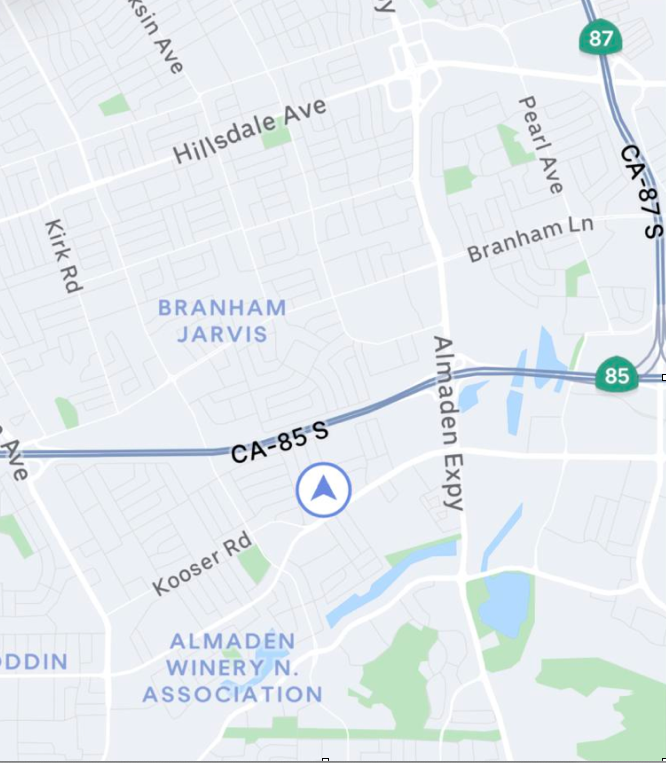 87
Hillsdale Ave
Pearl Ave
CA-87 S
Kirk Rd
Branham Ln
BRANHAM
JARVIS
Almaden Expy
85
CA-85 S
Ave
Kooser Rd
ALMADEN
WINERY N.
ASSOCIATION